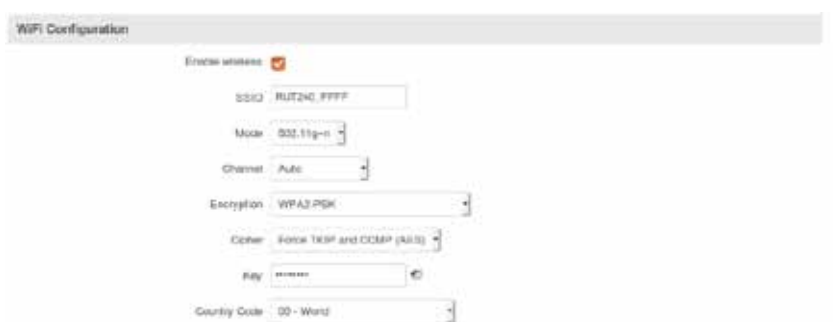 WiFi Configuration
Enable wireless
SSID RUT240_FFFF
Mode 802.11g+n
Channel Auto
Encryption WPA2-PSK
Cipher Force TKIP and CCMP (AES)
Key ********
Country Code 00 - World